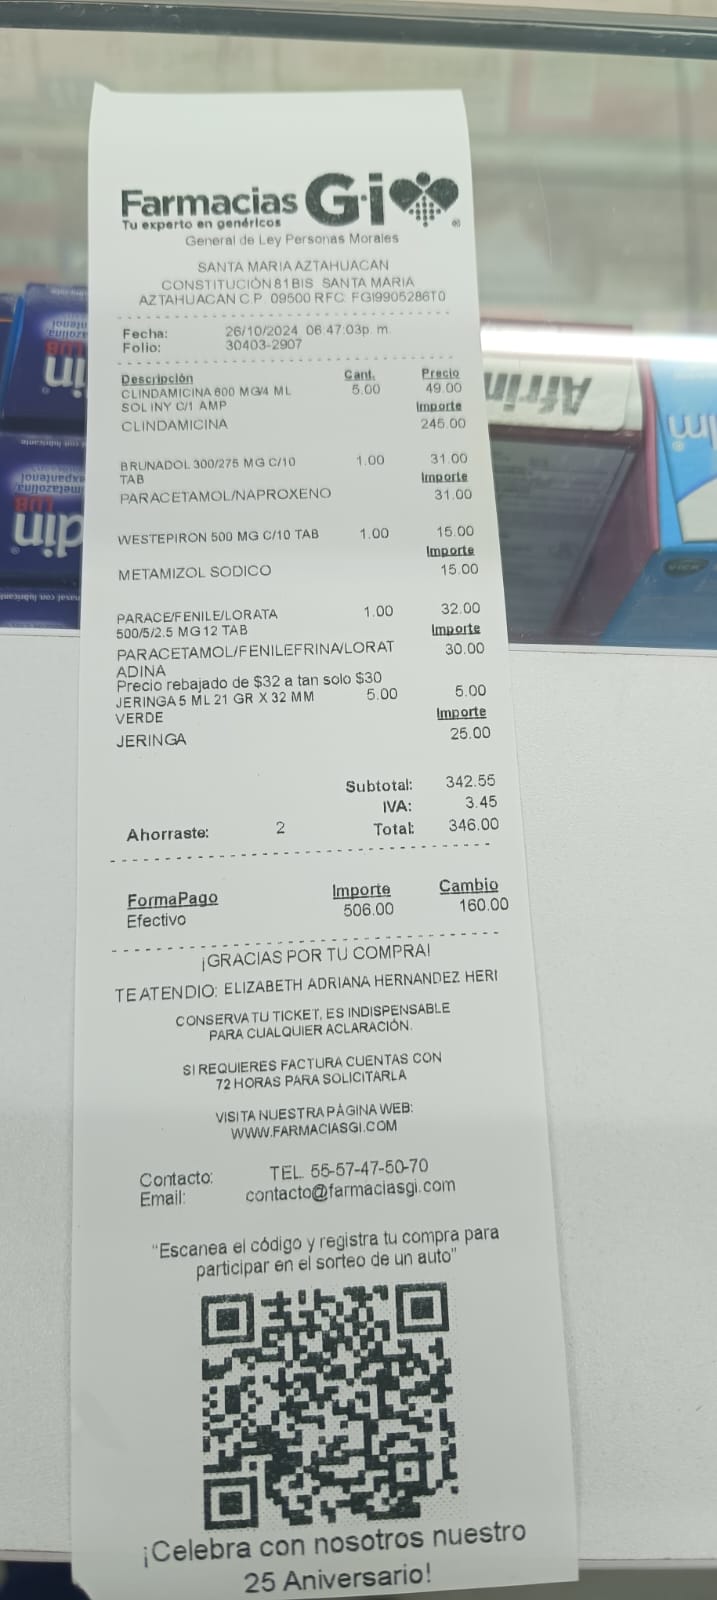 Farmacias G·i
Tu experto en genéricos
®
General de Ley Personas Morales
SANTA MARIA AZTAHUACAN
CONSTITUCIÓN 81 BIS SANTA MARIA
AZTAHUACAN C.P. 09500 RFC: FGI9905286T0
Fecha: 26/10/2024 06:47:03p. m.
Folio: 30403-2907
Descripción Cant. Precio
CLINDAMICINA 600 MG/4 ML 5.00 49.00
SOL INY C/1 AMP Importe
CLINDAMICINA 245.00
BRUNADOL 300/275 MG C/10 1.00 31.00
TAB Importe
PARACETAMOL/NAPROXENO 31.00
WESTEPIRON 500 MG C/10 TAB 1.00 15.00
Importe
METAMIZOL SODICO 15.00
PARACE/FENILE/LORATA 1.00 32.00
500/5/2.5 MG 12 TAB Importe
PARACETAMOL/FENILEFRINA/LORAT 30.00
ADINA
Precio rebajado de $32 a tan solo $30
JERINGA 5 ML 21 GR X 32 MM 5.00 5.00
VERDE Importe
JERINGA 25.00
Subtotal: 342.55
IVA: 3.45
Ahorraste: 2 Total: 346.00
FormaPago Importe Cambio
Efectivo 506.00 160.00
¡GRACIAS POR TU COMPRA!
TE ATENDIO: ELIZABETH ADRIANA HERNANDEZ HERI
CONSERVA TU TICKET, ES INDISPENSABLE
PARA CUALQUIER ACLARACIÓN.
SI REQUIERES FACTURA CUENTAS CON
72 HORAS PARA SOLICITARLA
VISITA NUESTRA PÁGINA WEB:
WWW.FARMACIASGI.COM
Contacto: TEL. 55-57-47-50-70
Email: contacto@farmaciasgi.com
"Escanea el código y registra tu compra para
participar en el sorteo de un auto"
¡Celebra con nosotros nuestro
25 Aniversario!
Afrin
LUB
din
LUB
VICK